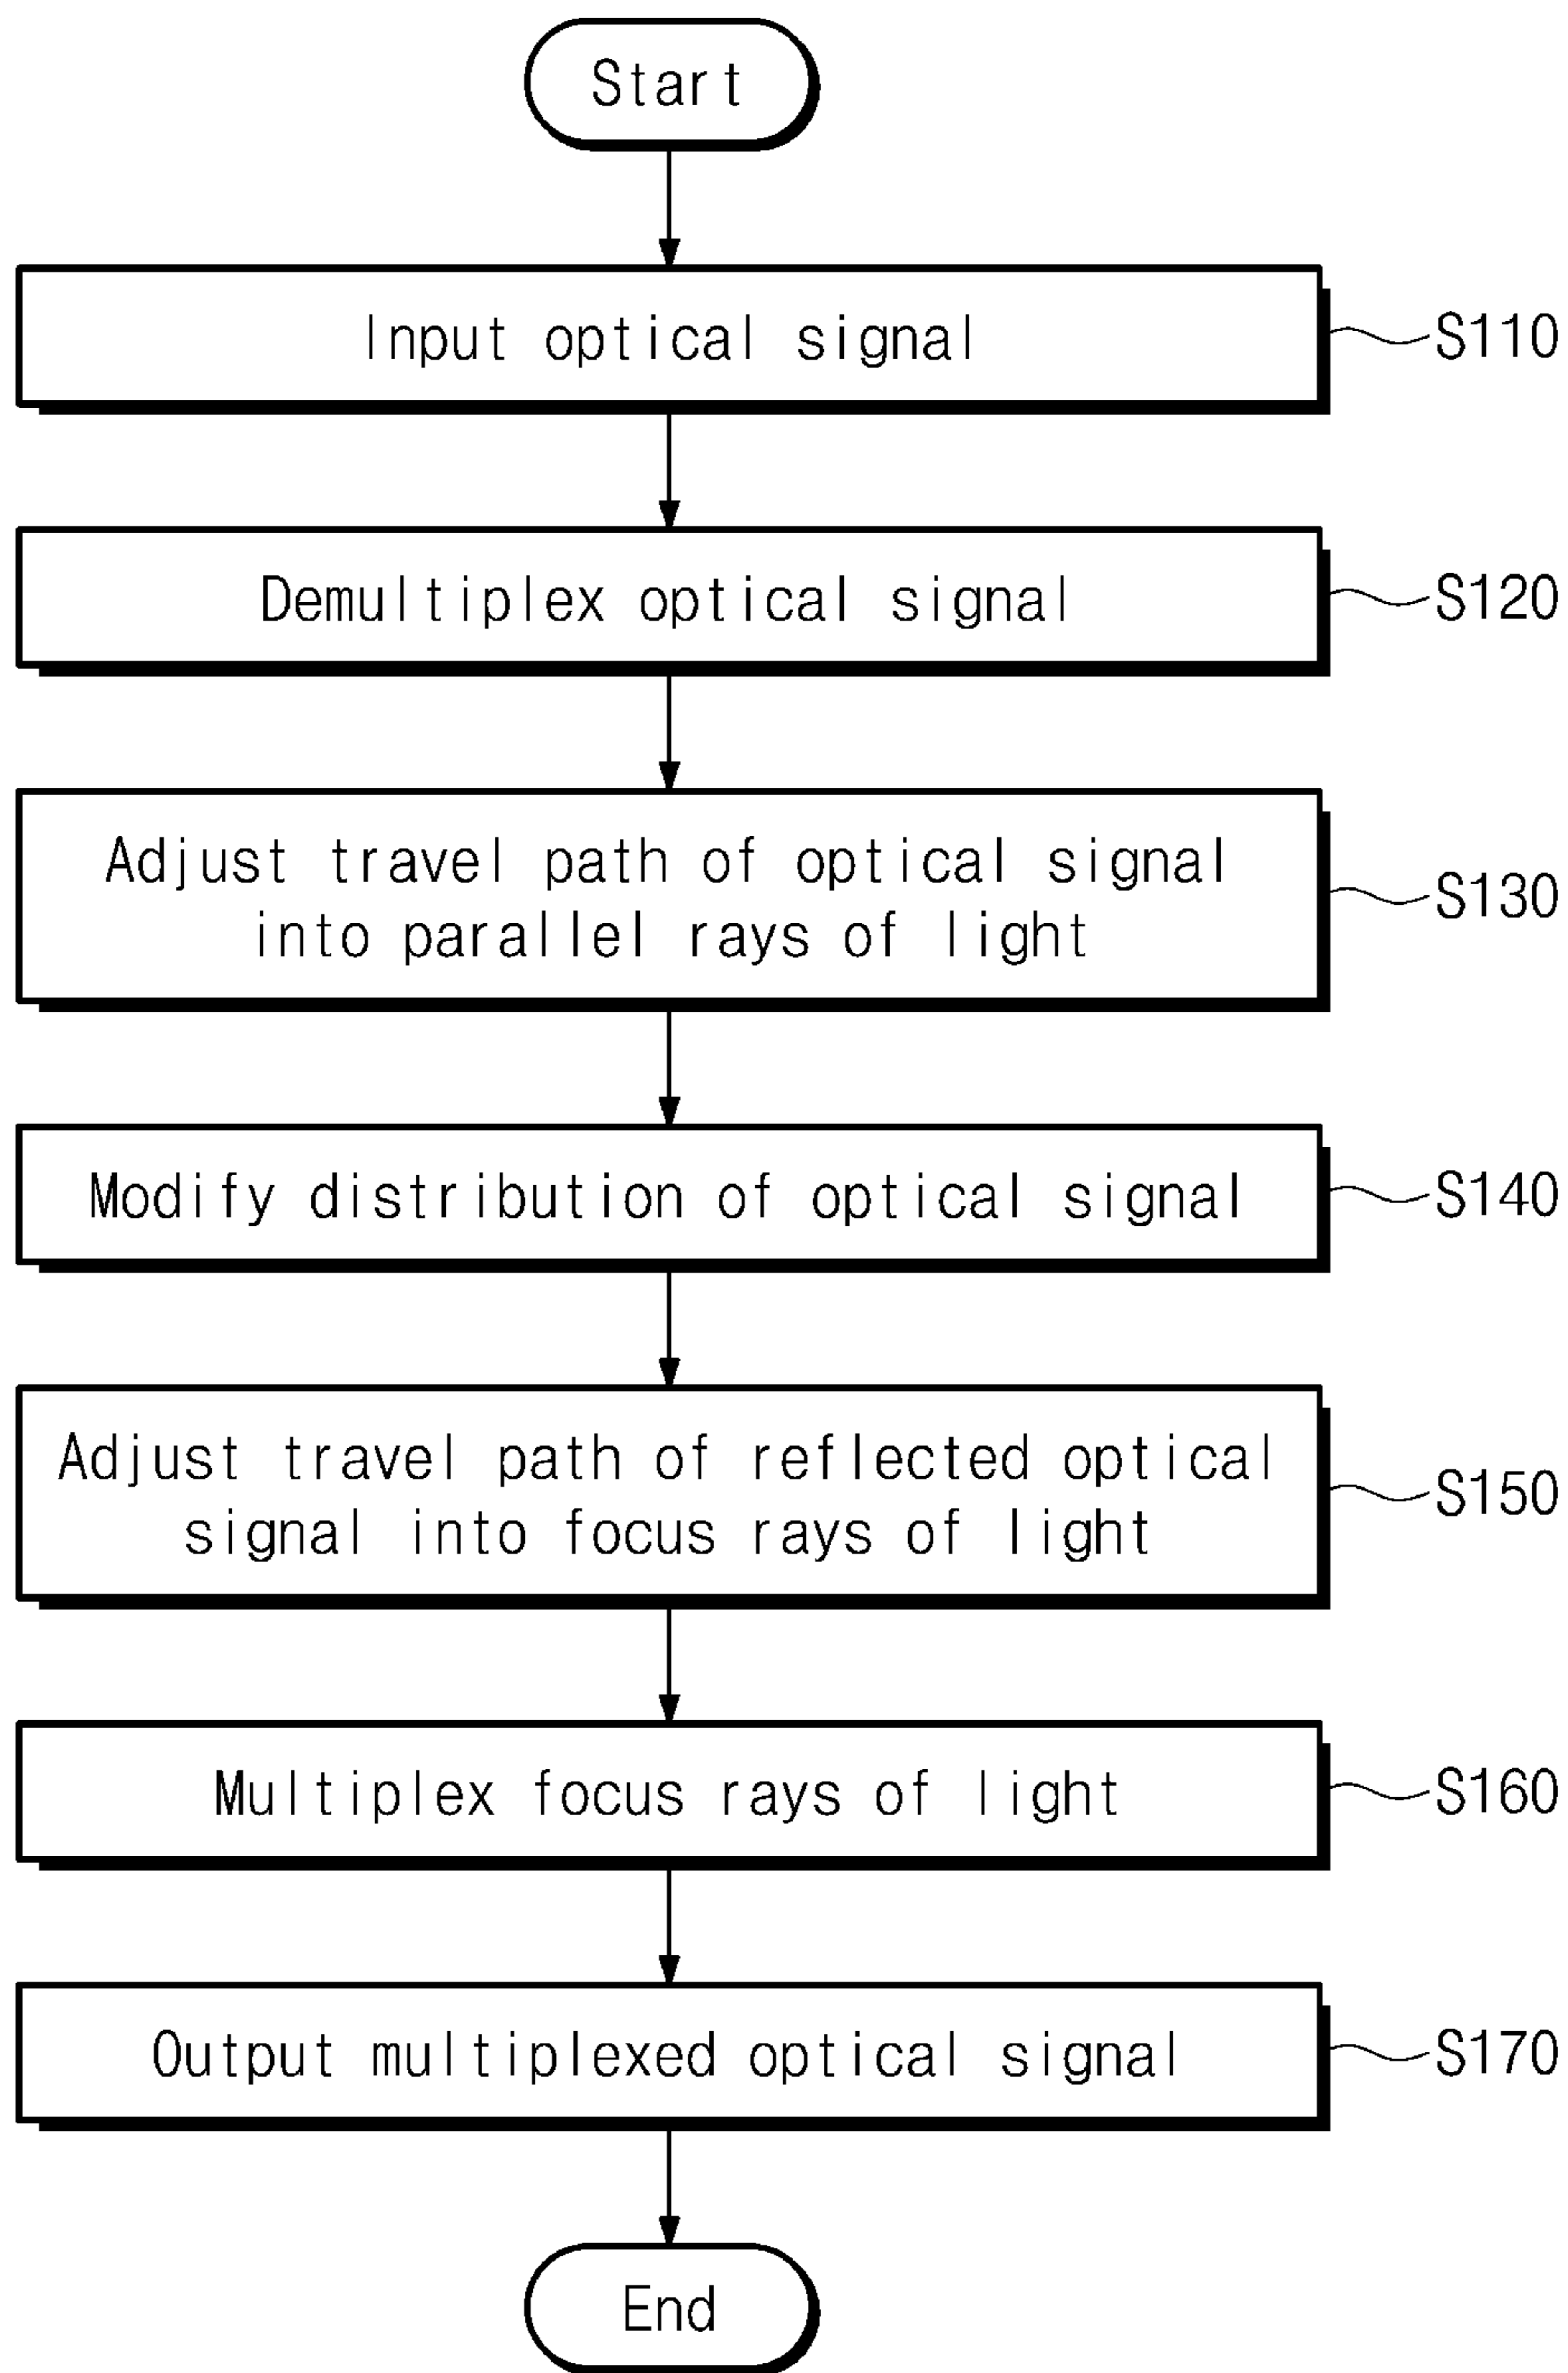 Start
Input optical signal
S110
Demultiplex optical signal
S120
Adjust travel path of optical signal
into parallel rays of light
S130
Modify distribution of optical signal
S140
Adjust travel path of reflected optical
signal into focus rays of light
S150
Multiplex focus rays of light
S160
Output multiplexed optical signal
S170
End